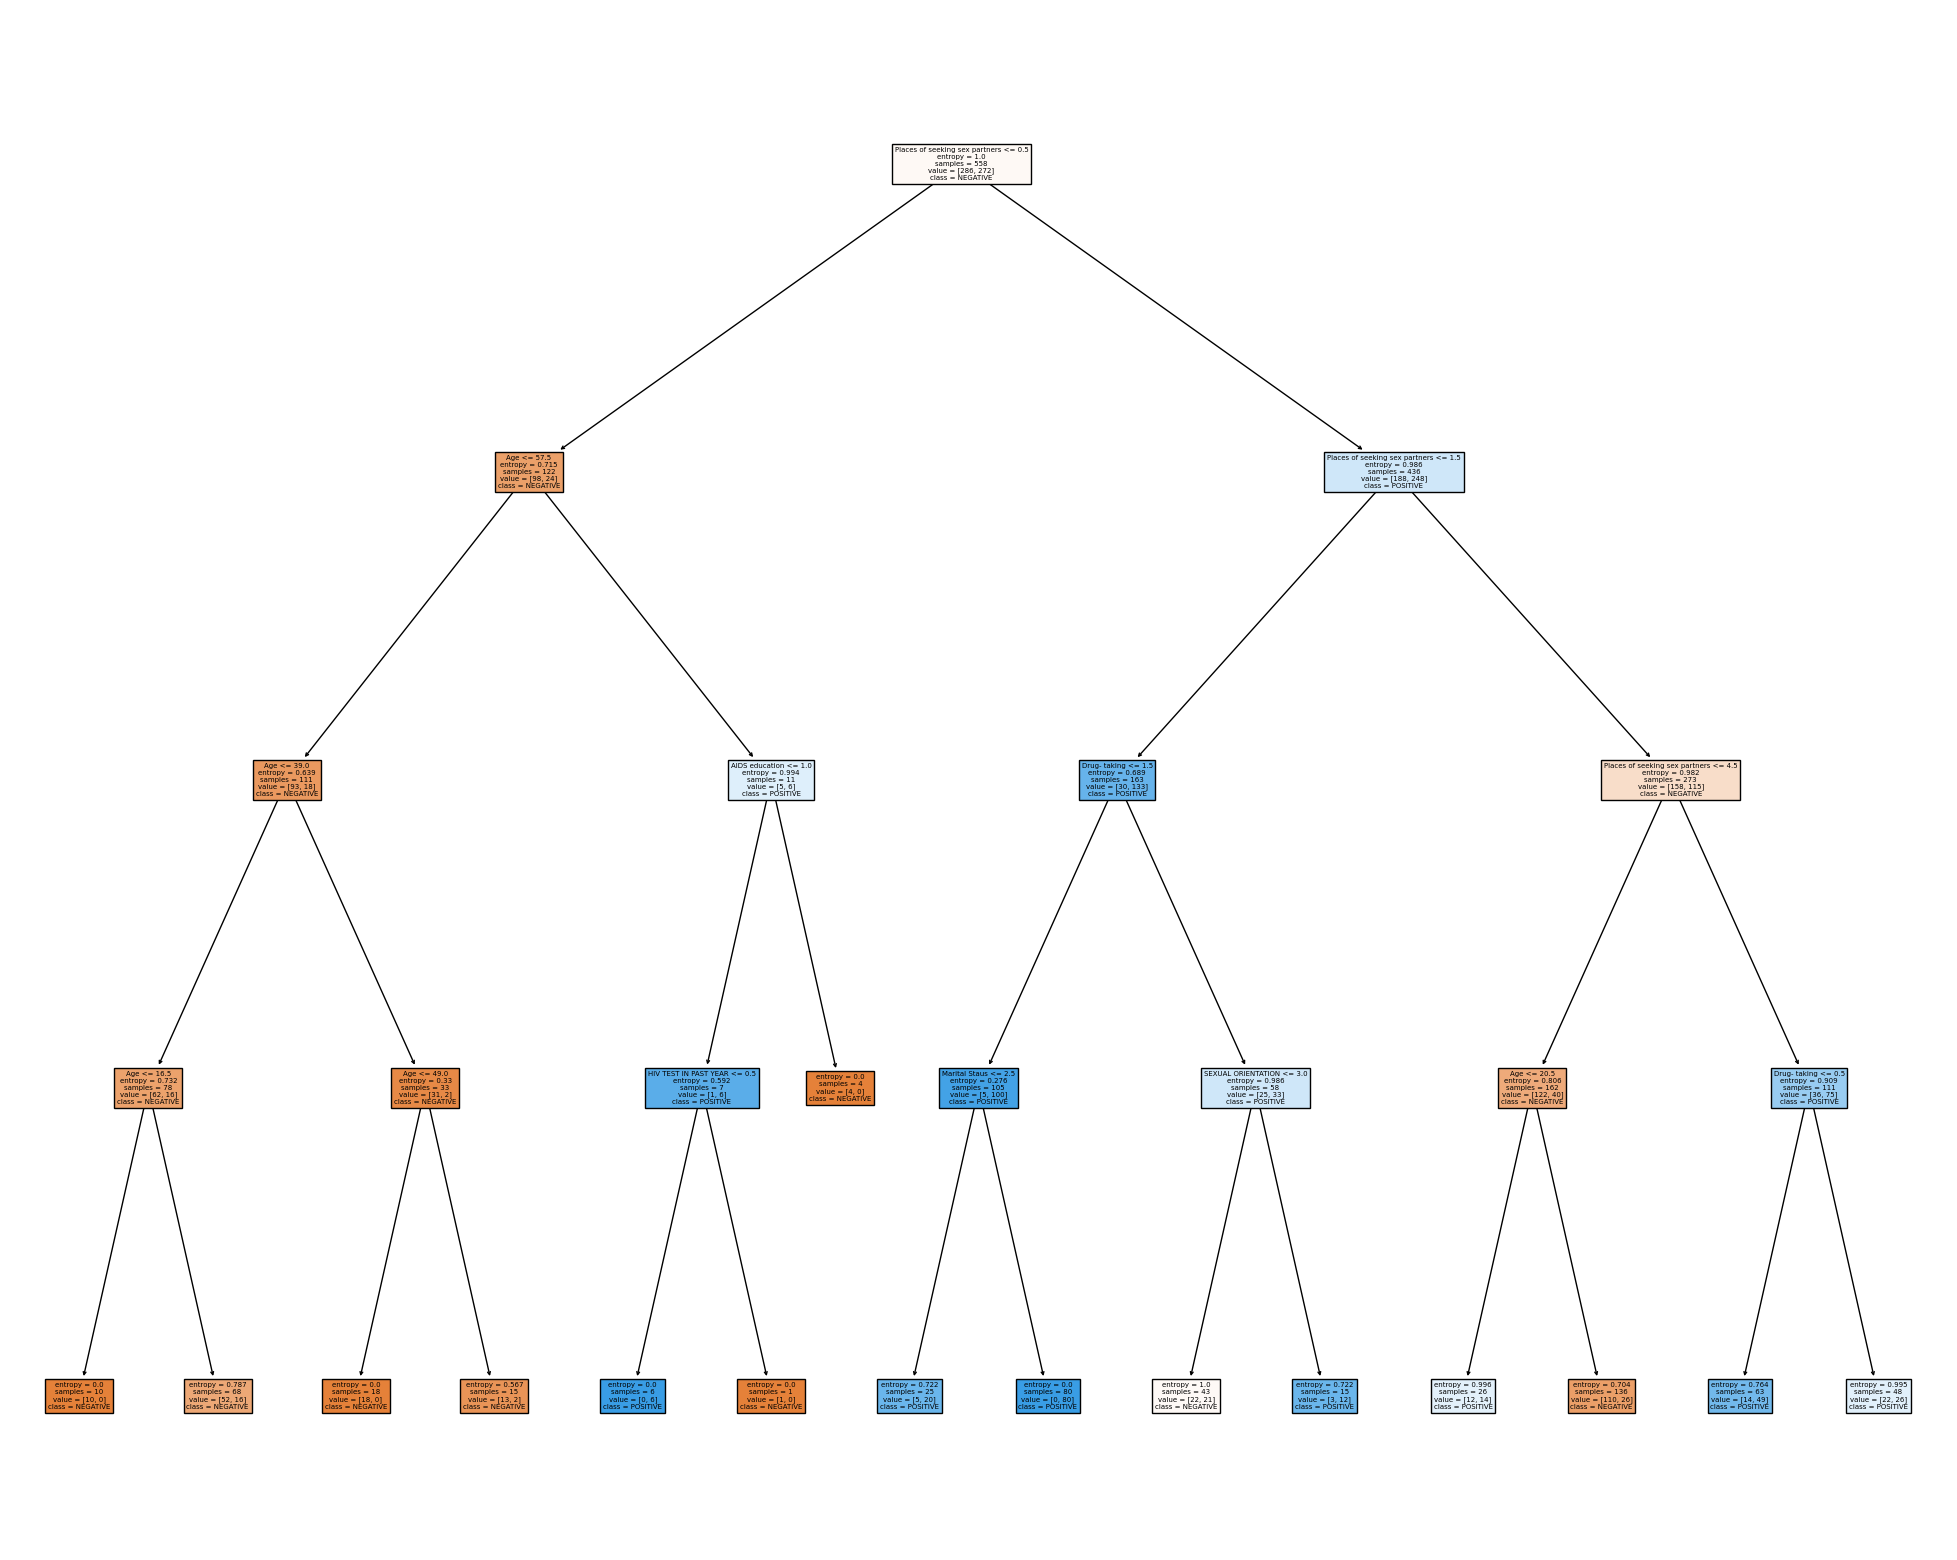 Places of seeking sex partners <= 0.5
entropy = 1.0
samples = 558
value = [286, 272]
class = NEGATIVE
Age <= 57.5
entropy = 0.715
samples = 122
value = [98, 24]
class = NEGATIVE
Places of seeking sex partners <= 1.5
entropy = 0.986
samples = 436
value = [188, 248]
class = POSITIVE
Age <= 39.0
entropy = 0.639
samples = 111
value = [93, 18]
class = NEGATIVE
AIDS education <= 1.0
entropy = 0.994
samples = 11
value = [5, 6]
class = POSITIVE
Drug- taking <= 1.5
entropy = 0.689
samples = 163
value = [30, 133]
class = POSITIVE
Places of seeking sex partners <= 4.5
entropy = 0.982
samples = 273
value = [158, 115]
class = NEGATIVE
Age <= 16.5
entropy = 0.732
samples = 78
value = [62, 16]
class = NEGATIVE
Age <= 49.0
entropy = 0.33
samples = 33
value = [31, 2]
class = NEGATIVE
HIV TEST IN PAST YEAR <= 0.5
entropy = 0.592
samples = 7
value = [1, 6]
class = POSITIVE
entropy = 0.0
samples = 4
value = [4, 0]
class = NEGATIVE
Marital Staus <= 2.5
entropy = 0.276
samples = 105
value = [5, 100]
class = POSITIVE
SEXUAL ORIENTATION <= 3.0
entropy = 0.986
samples = 58
value = [25, 33]
class = POSITIVE
Age <= 20.5
entropy = 0.806
samples = 162
value = [122, 40]
class = NEGATIVE
Drug- taking <= 0.5
entropy = 0.909
samples = 111
value = [36, 75]
class = POSITIVE
entropy = 0.0
samples = 10
value = [10, 0]
class = NEGATIVE
entropy = 0.787
samples = 68
value = [52, 16]
class = NEGATIVE
entropy = 0.0
samples = 18
value = [18, 0]
class = NEGATIVE
entropy = 0.567
samples = 15
value = [13, 2]
class = NEGATIVE
entropy = 0.0
samples = 6
value = [0, 6]
class = POSITIVE
entropy = 0.0
samples = 1
value = [1, 0]
class = NEGATIVE
entropy = 0.722
samples = 25
value = [5, 20]
class = POSITIVE
entropy = 0.0
samples = 80
value = [0, 80]
class = POSITIVE
entropy = 1.0
samples = 43
value = [22, 21]
class = NEGATIVE
entropy = 0.722
samples = 15
value = [3, 12]
class = POSITIVE
entropy = 0.996
samples = 26
value = [12, 14]
class = POSITIVE
entropy = 0.704
samples = 136
value = [110, 26]
class = NEGATIVE
entropy = 0.764
samples = 63
value = [14, 49]
class = POSITIVE
entropy = 0.995
samples = 48
value = [22, 26]
class = POSITIVE